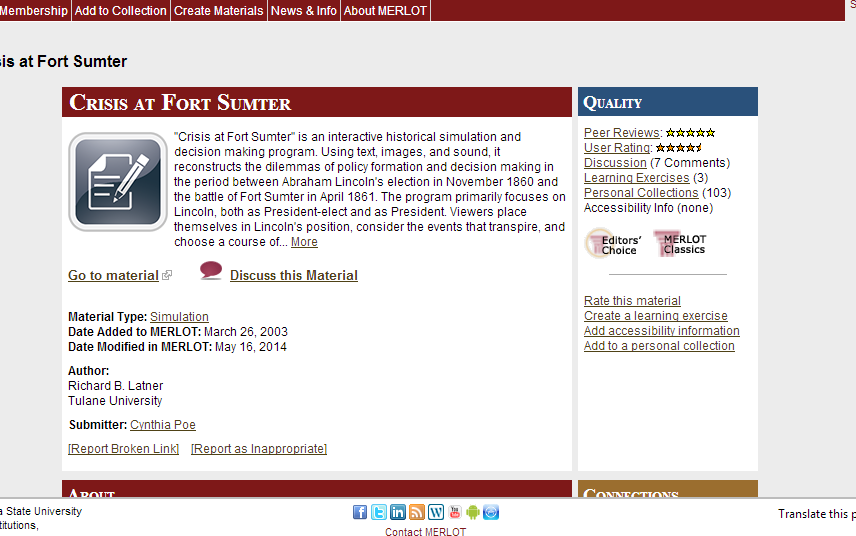 Membership Add to Collection Create Materials News & Info About MERLOT
is at Fort Sumter
Crisis at Fort Sumter
"Crisis at Fort Sumter" is an interactive historical simulation and
decision making program. Using text, images, and sound, it
reconstructs the dilemmas of policy formation and decision making in
the period between Abraham Lincoln's election in November 1860 and
the battle of Fort Sumter in April 1861. The program primarily focuses on
Lincoln, both as President-elect and as President. Viewers place
themselves in Lincoln's position, consider the events that transpire, and
choose a course of... More
Go to material
Discuss this Material
Material Type: Simulation
Date Added to MERLOT: March 26, 2003
Date Modified in MERLOT: May 16, 2014
Author:
Richard B. Latner
Tulane University
Submitter: Cynthia Poe
[Report Broken Link] [Report as Inappropriate]
Quality
Peer Reviews:
User Rating:
Discussion (7 Comments)
Learning Exercises (3)
Personal Collections (103)
Accessibility Info (none)
Editors'
Choice
MERLOT
Classics
Rate this material
Create a learning exercise
Add accessibility information
Add to a personal collection
About
Connections
a State University
titutions,
Contact MERLOT
Translate this p